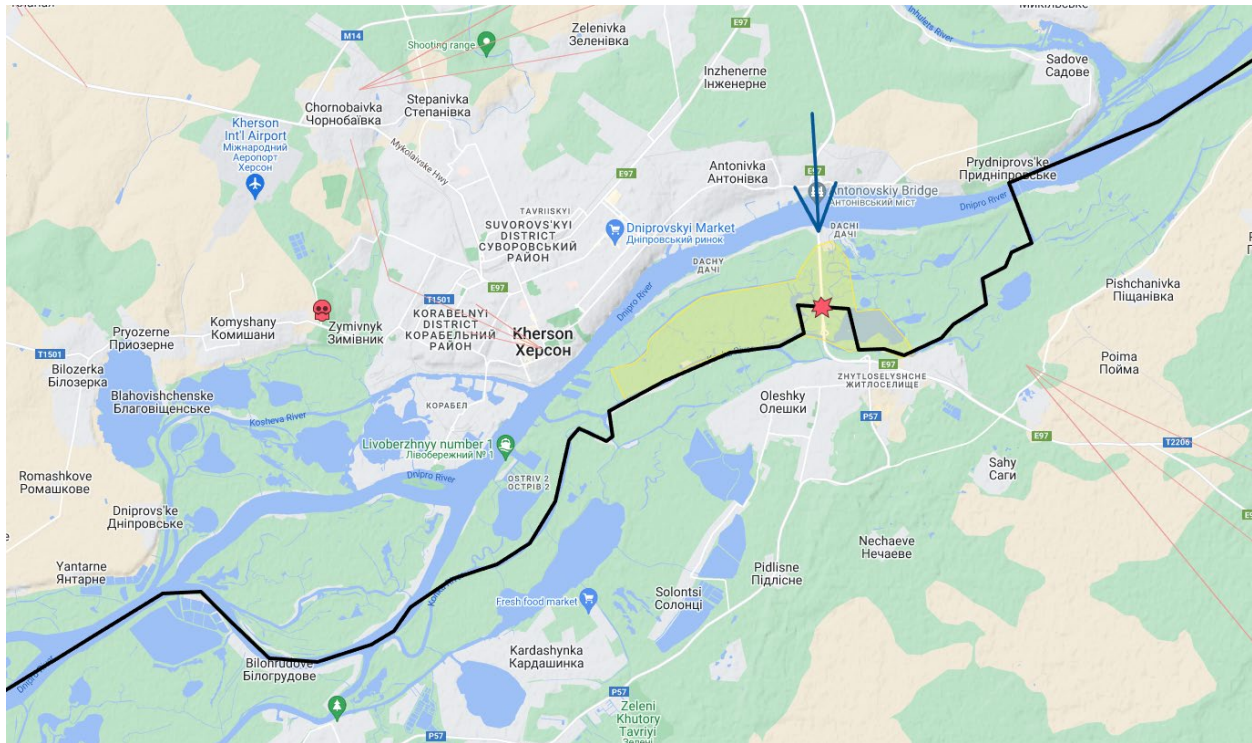 M14
E97
Zelenivka
Зеленівка
Inhulets River
Shooting range
Inzhenerne
Інженерне
Sadove
Садове
Stepanivka
Степанівка
Chornobaivka
Чорнобаївка
Kherson
Int'l Airport
Міжнародний
Аеропорт
Херсон
Mykolaivske Hwy
E97
Antonivka
Антонівка
Prydniprovs'ke
Придніпровське
Antonovskiy Bridge
АНТОНІВСЬКИЙ МІСТ
Dnipro River
TAVRIISKYI
SUVOROVS'KYI
DISTRICT
СУВОРОВСЬКИЙ
РАЙОН
Dniprovskyi Market
Дніпровський ринок
DACHI
ДАЧІ
DACHY
ДАЧІ
Dnipro River
Pishchanivka
Піщанівка
E97
T1501
KORABELNYI
DISTRICT
КОРАБЕЛЬНИЙ
РАЙОН
Kherson
Херсон
Zymivnyk
Зимівник
Komyshany
Комишани
Pryozerne
Приозерне
T1501
Bilozerka
Білозерка
E97
Poima
Пойма
ZHYTLOSELYSHCHE
ЖИТЛОСЕЛИЩЕ
Oleshky
Олешки
P57
Blahovishchenske
Благовіщенське
Kosheva River
КОРАБЕЛ
Livoberzhnyy number 1
Лівобережний № 1
E97
T2206
Romashkove
Ромашкове
Dnipro River
OSTRIV 2
ОСТРІВ 2
Sahy
Саги
Dniprovs'ke
Дніпровське
Nechaeve
Нечаеве
Yantarne
Янтарне
Pidlisne
Підлісне
Solontsi
Солонці
Fresh food market
Kardashynka
Кардашинка
Bilohrudove
Білогрудове
Dnipro River
P57
Zeleni
Khutory
Tavriyi
P57